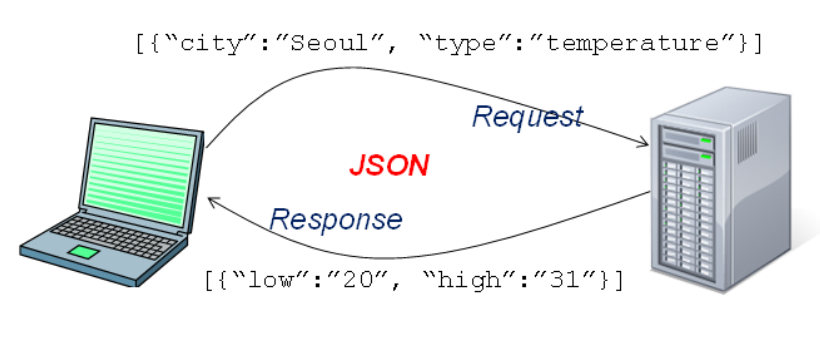 [{“city”:”Seoul”, “type”:”temperature”}]
Request
JSON
Response
[{“low”:”20”, “high”:”31”}]